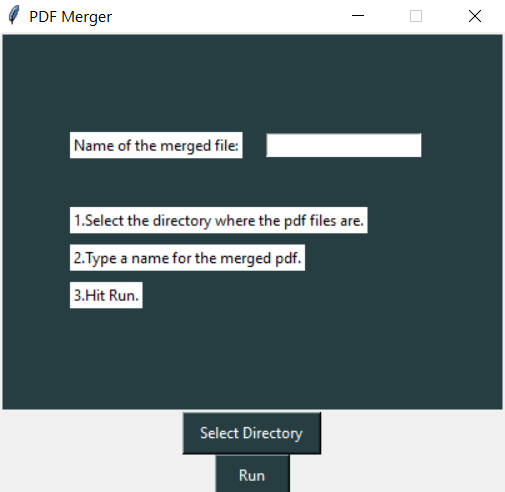 PDF Merger
Name of the merged file:
1.Select the directory where the pdf files are.
2.Type a name for the merged pdf.
3.Hit Run.
Select Directory
Run